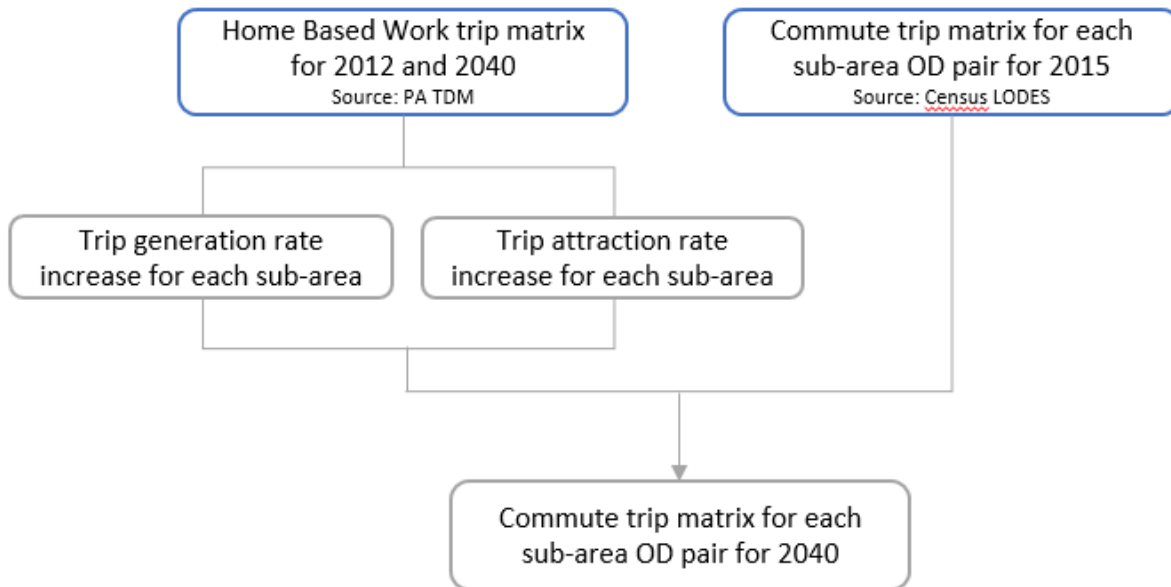 Home Based Work trip matrix
for 2012 and 2040
Source: PA TDM
Commute trip matrix for each
sub-area OD pair for 2015
Source: Census LODES
Trip generation rate
increase for each sub-area
Trip attraction rate
increase for each sub-area
Commute trip matrix for each
sub-area OD pair for 2040